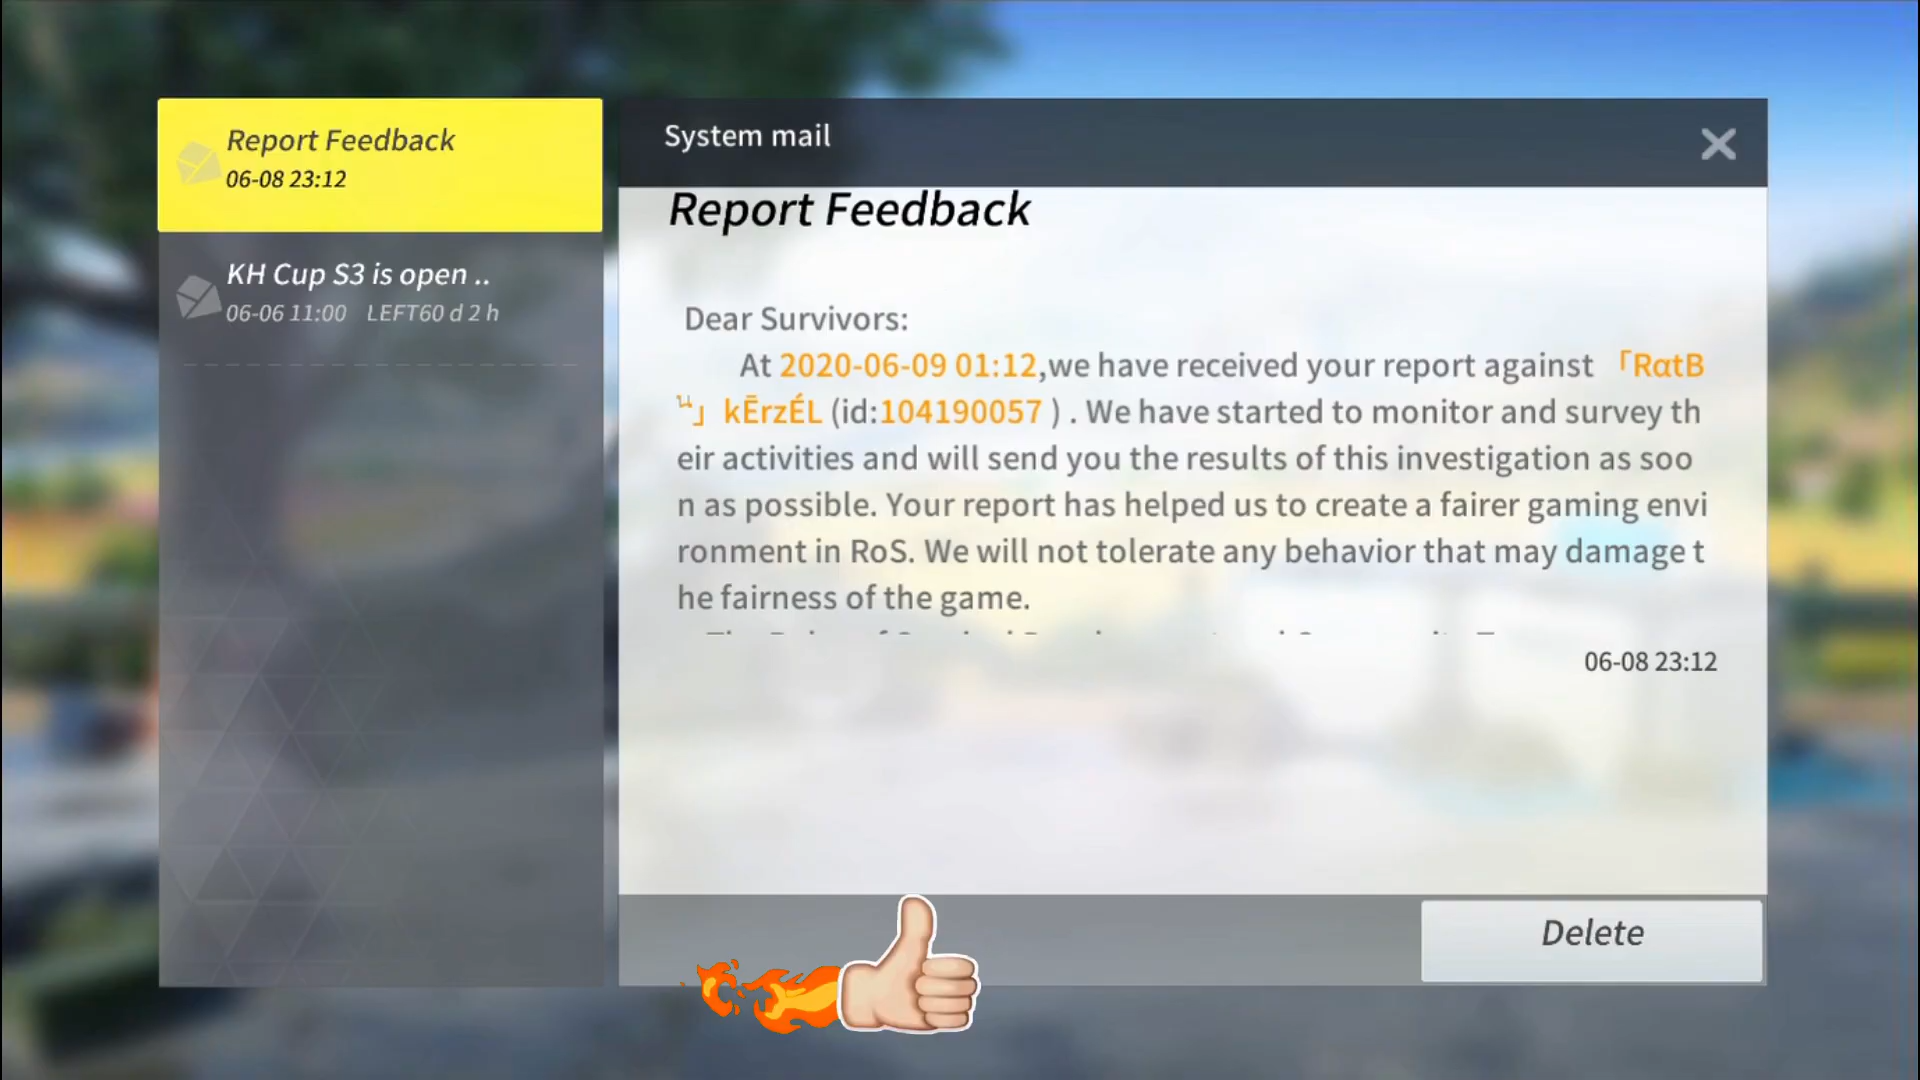 Report Feedback
06-08 23:12
KH Cup S3 is open ..
06-06 11:00 LEFT60 d 2 h
System mail
Report Feedback
Dear Survivors:
At 2020-06-09 01:12,we have received your report against 「RαtB
ึ」 kĒrzÉL (id:104190057 ) . We have started to monitor and survey th
eir activities and will send you the results of this investigation as soo
n as possible. Your report has helped us to create a fairer gaming envi
ronment in RoS. We will not tolerate any behavior that may damage t
he fairness of the game.
06-08 23:12
Delete